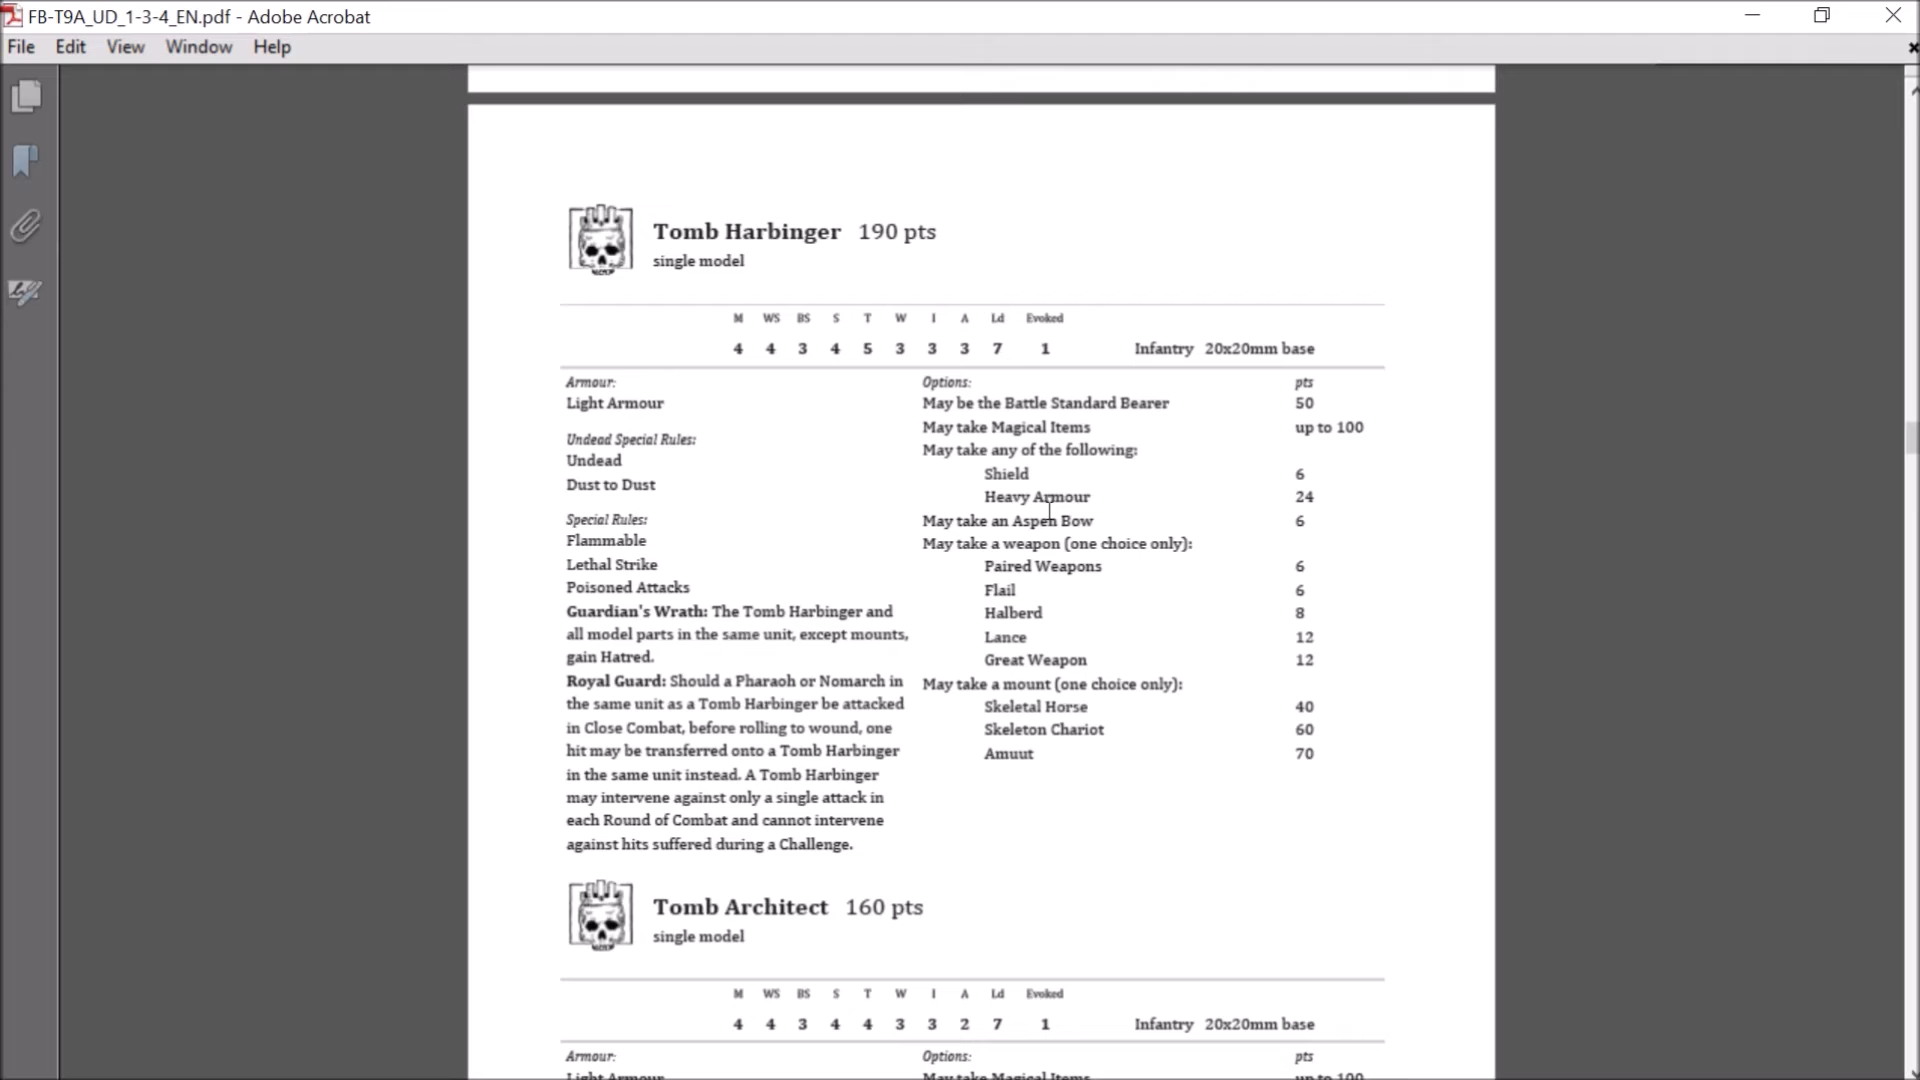 FB-T9A_UD_1-3-4_EN.pdf - Adobe Acrobat
File Edit View Window Help
Tomb Harbinger 190 pts
single model
M WS BS S T W I A Ld Evoked
4 4 3 4 5 3 3 3 7 1 Infantry 20x20mm base
Armour:
Light Armour
Undead Special Rules:
Undead
Dust to Dust
Special Rules:
Flammable
Lethal Strike
Poisoned Attacks
Guardian's Wrath: The Tomb Harbinger and
all model parts in the same unit, except mounts,
gain Hatred.
Royal Guard: Should a Pharaoh or Nomarch in
the same unit as a Tomb Harbinger be attacked
in Close Combat, before rolling to wound, one
hit may be transferred onto a Tomb Harbinger
in the same unit instead. A Tomb Harbinger
may intervene against only a single attack in
each Round of Combat and cannot intervene
against hits suffered during a Challenge.
Options: pts
May be the Battle Standard Bearer 50
May take Magical Items up to 100
May take any of the following:
Shield 6
Heavy Armour 24
May take an Aspen Bow 6
May take a weapon (one choice only):
Paired Weapons 6
Flail 6
Halberd 8
Lance 12
Great Weapon 12
May take a mount (one choice only):
Skeletal Horse 40
Skeleton Chariot 60
Amuut 70
Tomb Architect 160 pts
single model
M WS BS S T W I A Ld Evoked
4 4 3 4 4 3 3 2 7 1 Infantry 20x20mm base
Armour:
Light Armour
Options: pts
May take Magical Items up to 100